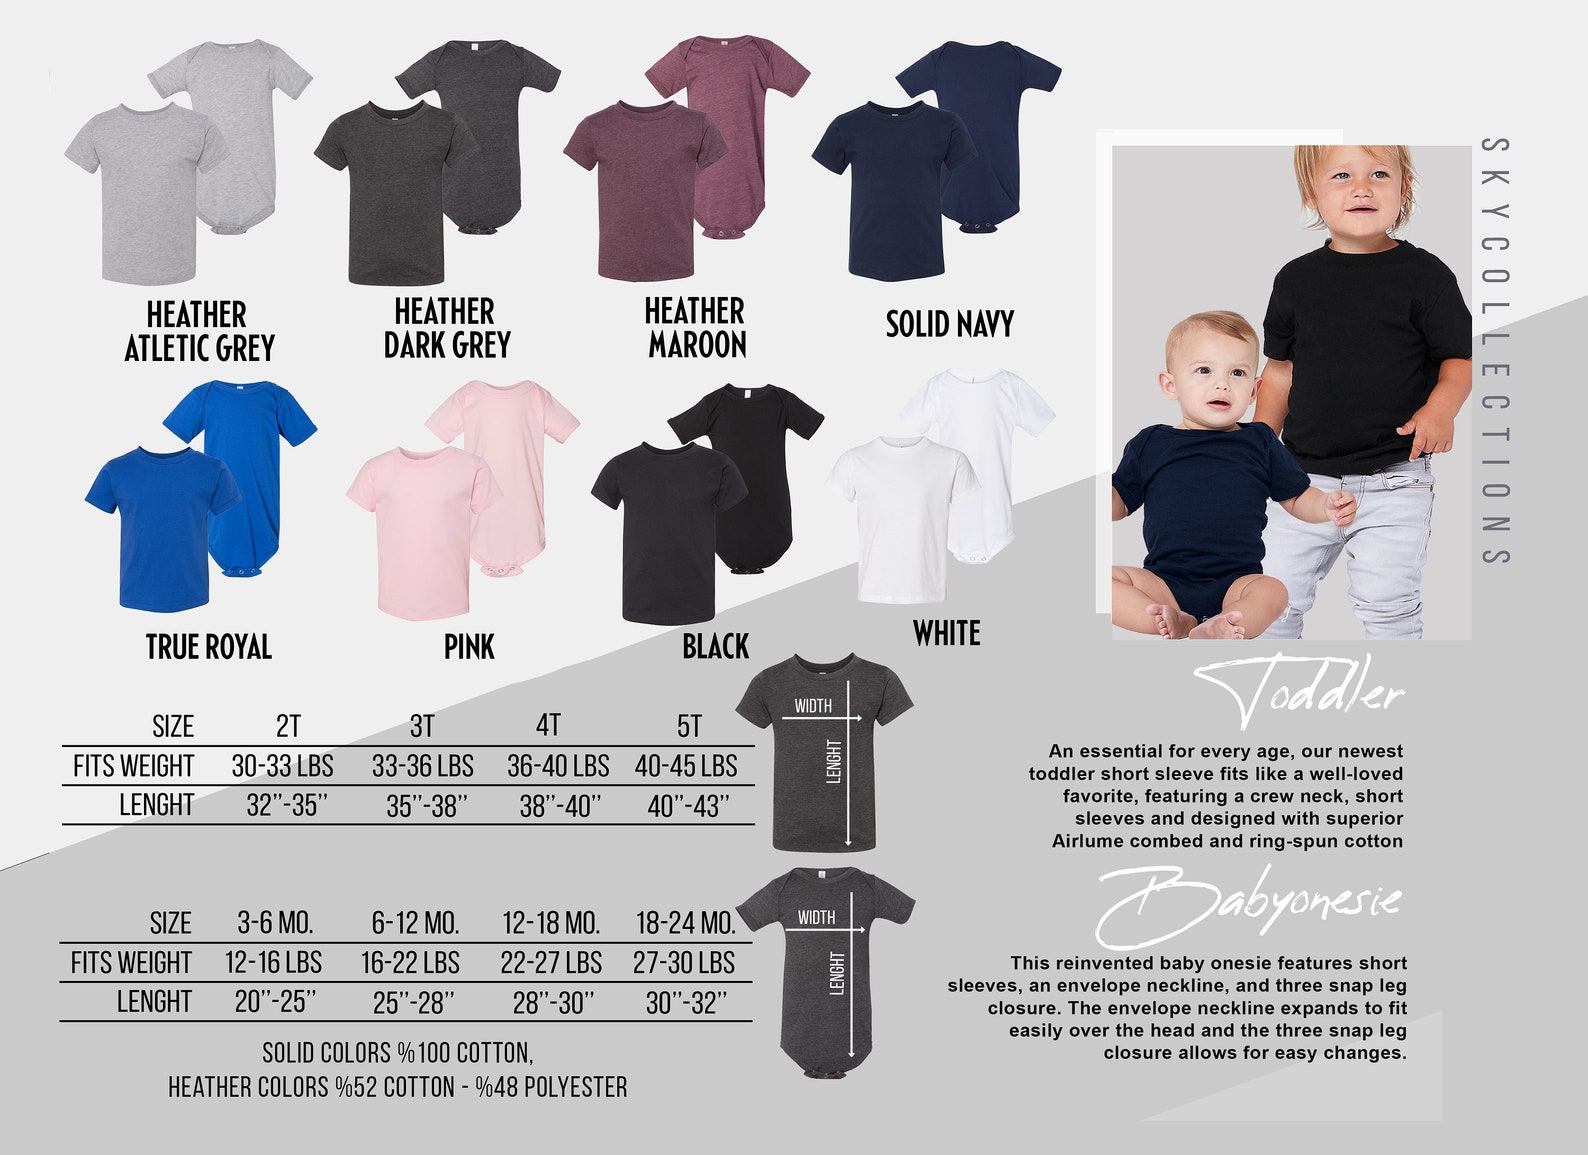 HEATHER
ATLETIC GREY
HEATHER
DARK GREY
HEATHER
MAROON
SOLID NAVY
TRUE ROYAL
PINK
BLACK
WHITE
SKYCOLLECTIONS
SIZE 2T 3T 4T 5T
FITS WEIGHT 30-33 LBS 33-36 LBS 36-40 LBS 40-45 LBS
LENGHT 32’’-35’’ 35’’-38’’ 38’’-40’’ 40’’-43’’
WIDTH
LENGHT
SIZE 3-6 MO. 6-12 MO. 12-18 MO. 18-24 MO.
FITS WEIGHT 12-16 LBS 16-22 LBS 22-27 LBS 27-30 LBS
LENGHT 20’’-25’’ 25’’-28’’ 28’’-30’’ 30’’-32’’
WIDTH
LENGHT
SOLID COLORS %100 COTTON,
HEATHER COLORS %52 COTTON - %48 POLYESTER
Toddler
An essential for every age, our newest
toddler short sleeve fits like a well-loved
favorite, featuring a crew neck, short
sleeves and designed with superior
Airlume combed and ring-spun cotton
Babyonesie
This reinvented baby onesie features short
sleeves, an envelope neckline, and three snap leg
closure. The envelope neckline expands to fit
easily over the head and the three snap leg
closure allows for easy changes.